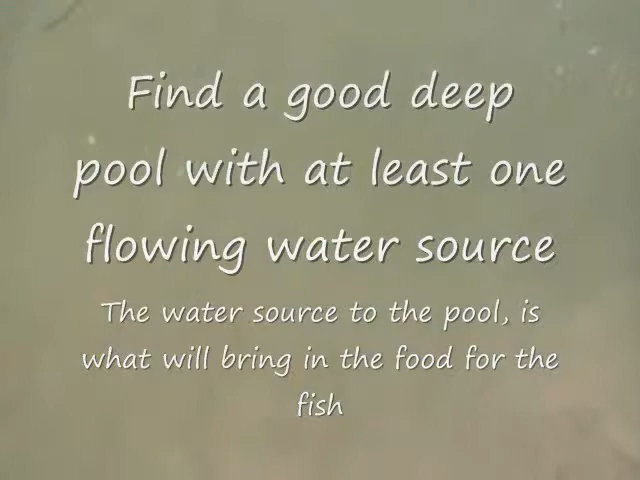 Find a good deep
pool with at least one
flowing water source
The water source to the pool, is
what will bring in the food for the
fish